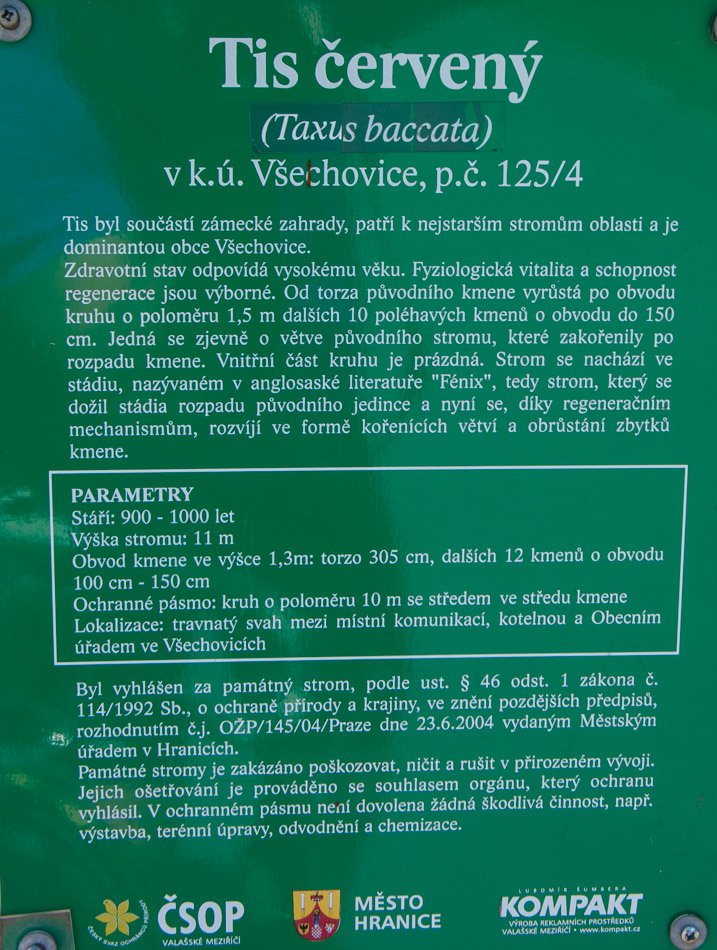 Tis červený
(Taxus baccata)
v k.ú. Všechovice, p.č. 125/4
Tis byl součástí zámecké zahrady, patří k nejstarším stromům oblasti a je
dominantou obce Všechovice.
Zdravotní stav odpovídá vysokému věku. Fyziologická vitalita a schopnost
regenerace jsou výborné. Od torza původního kmene vyrůstá po obvodu
kruhu o poloměru 1,5 m dalších 10 poléhavých kmenů o obvodu do 150
cm. Jedná se zjevně o větve původního stromu, které zakořenily po
rozpadu kmene. Vnitřní část kruhu je prázdná. Strom se nachází ve
stádiu, nazývaném v anglosaské literatuře "Fénix", tedy strom, který se
dožil stádia rozpadu původního jedince a nyní se, díky regeneračním
mechanismům, rozvíjí ve formě kořenících větví a obrůstání zbytků
kmene.
PARAMETRY
Stáří: 900 - 1000 let
Výška stromu: 11 m
Obvod kmene ve výšce 1,3m: torzo 305 cm, dalších 12 kmenů o obvodu
100 cm - 150 cm
Ochranné pásmo: kruh o poloměru 10 m se středem ve středu kmene
Lokalizace: travnatý svah mezi místní komunikací, kotelnou a Obecním
úřadem ve Všechovicích
Byl vyhlášen za památný strom, podle ust. § 46 odst. 1 zákona č.
114/1992 Sb., o ochraně přírody a krajiny, ve znění pozdějších předpisů,
rozhodnutím č.j. OŽP/145/04/Praze dne 23.6.2004 vydaným Městským
úřadem v Hranicích.
Památné stromy je zakázáno poškozovat, ničit a rušit v přirozeném vývoji.
Jejich ošetřování je prováděno se souhlasem orgánu, který ochranu
vyhlásil. V ochranném pásmu není dovolena žádná škodlivá činnost, např.
výstavba, terénní úpravy, odvodnění a chemizace.
ČESKÝ SVAZ OCHRÁNCŮ PŘÍRODY
ČSOP
VALAŠSKÉ MEZIŘÍČÍ
MĚSTO
HRANICE
LUBOMÍR ŠUMBERA
KOMPAKT
VÝROBA REKLAMNÍCH PROSTŘEDKŮ
VALAŠSKÉ MEZIŘÍČÍ • www.kompakt.cz